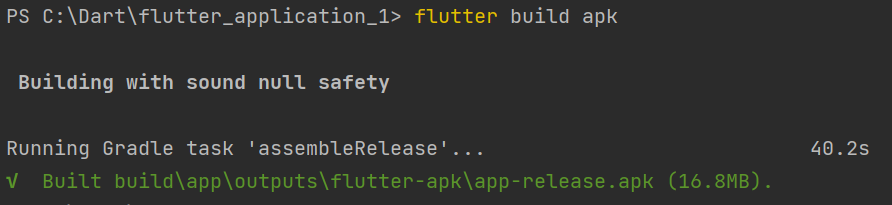 PS C:\Dart\flutter_application_1> flutter build apk
Building with sound null safety
Running Gradle task 'assembleRelease'... 40.2s
√ Built build\app\outputs\flutter-apk\app-release.apk (16.8MB).